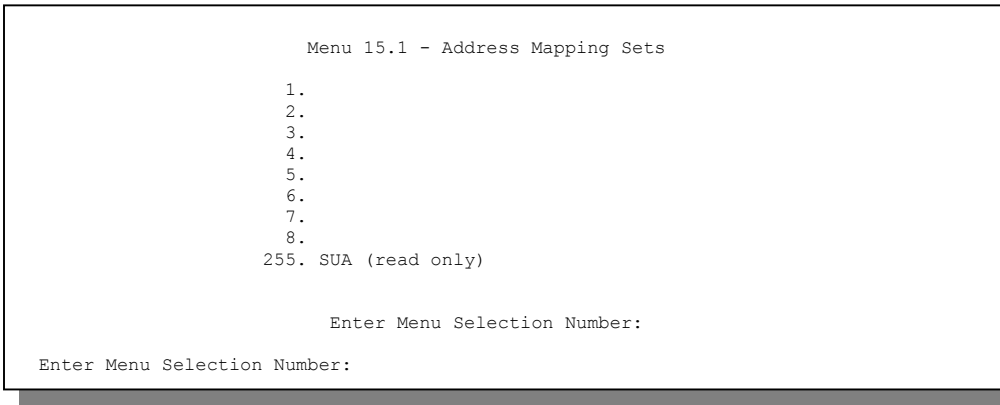 Menu 15.1 - Address Mapping Sets
1.
2.
3.
4.
5.
6.
7.
8.
255. SUA (read only)
Enter Menu Selection Number:
Enter Menu Selection Number: